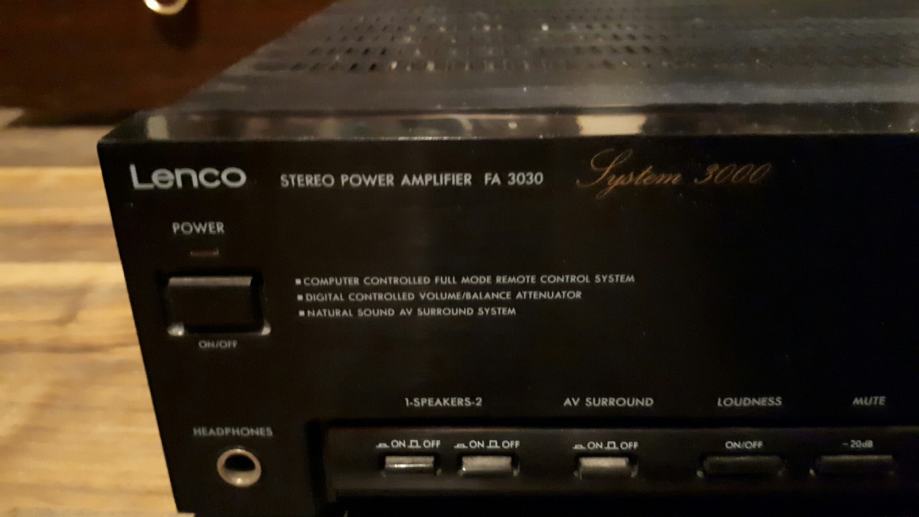 Lenco STEREO POWER AMPLIFIER FA 3030 System 3000
POWER
■ COMPUTER CONTROLLED FULL MODE REMOTE CONTROL SYSTEM
■ DIGITAL CONTROLLED VOLUME/BALANCE ATTENUATOR
■ NATURAL SOUND AV SURROUND SYSTEM
ON/OFF
1-SPEAKERS-2 AV SURROUND LOUDNESS MUTE
HEADPHONES
ON OFF ON OFF ON OFF ON/OFF -20dB